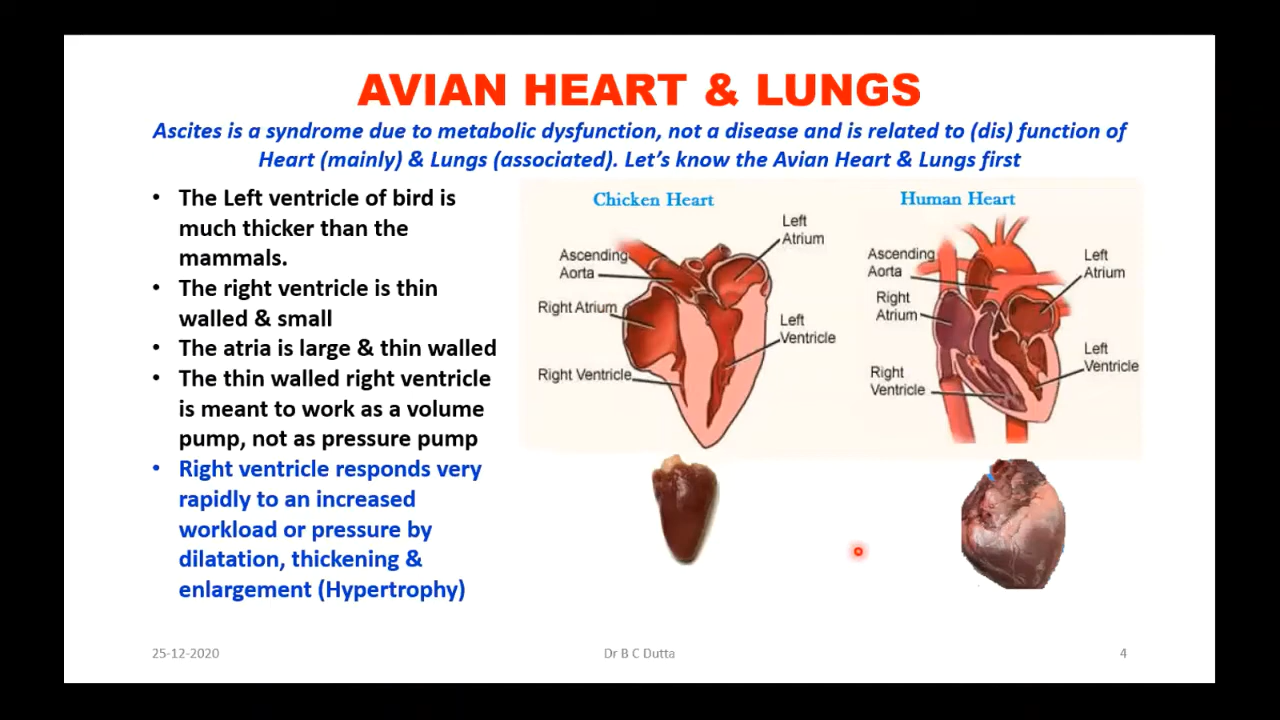 AVIAN HEART & LUNGS
Ascites is a syndrome due to metabolic dysfunction, not a disease and is related to (dis) function of
Heart (mainly) & Lungs (associated). Let's know the Avian Heart & Lungs first
• The Left ventricle of bird is
much thicker than the
mammals.
• The right ventricle is thin
walled & small
• The atria is large & thin walled
• The thin walled right ventricle
is meant to work as a volume
pump, not as pressure pump
• Right ventricle responds very
rapidly to an increased
workload or pressure by
dilatation, thickening &
enlargement (Hypertrophy)
Chicken Heart
Left
Atrium
Ascending
Aorta
Right Atrium
Left
Ventricle
Right Ventricle
Human Heart
Ascending
Aorta
Left
Atrium
Right
Atrium
Left
Ventricle
Right
Ventricle
25-12-2020
Dr B C Dutta
4